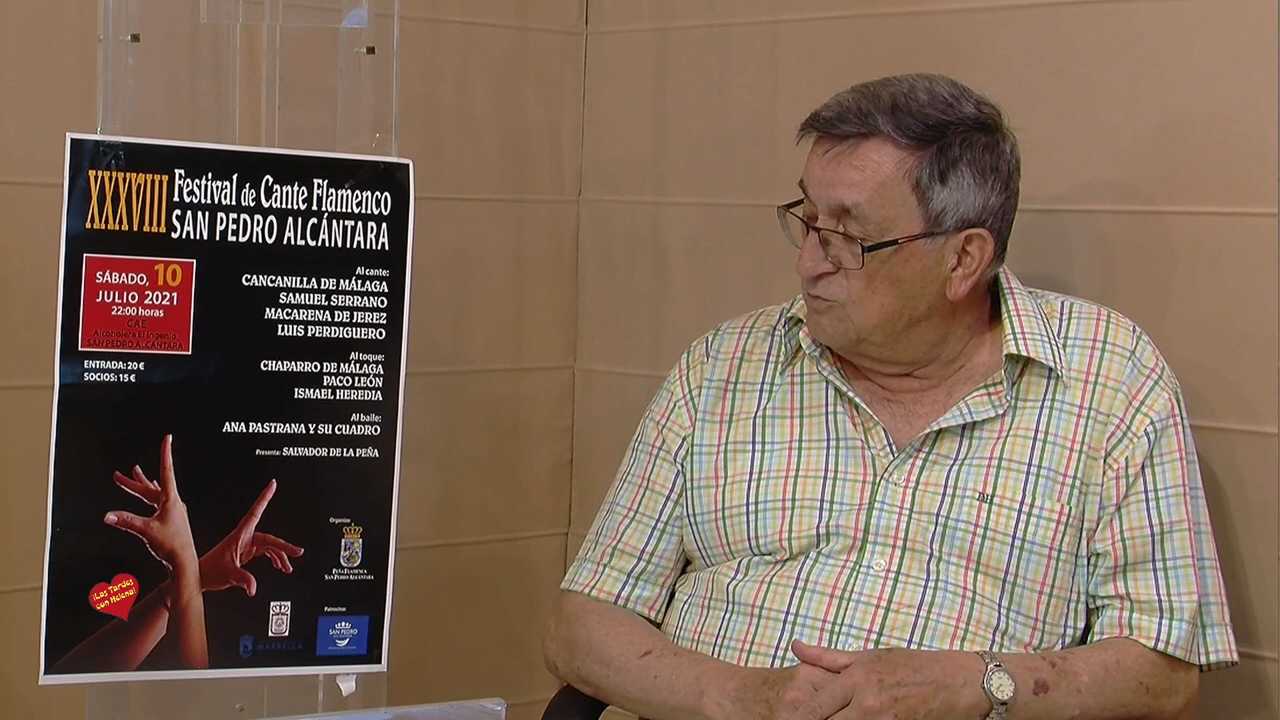 XXXVIII Festival de Cante Flamenco
SAN PEDRO ALCÁNTARA
SÁBADO, 10
JULIO 2021
22:00 horas
CAE
Alcoholera El Ingenio
SAN PEDRO ALCÁNTARA
ENTRADA: 20 €
SOCIOS: 15 €
Al cante:
CANCANILLA DE MÁLAGA
SAMUEL SERRANO
MACARENA DE JEREZ
LUIS PERDIGUERO
Al toque:
CHAPARRO DE MÁLAGA
PACO LEÓN
ISMAEL HEREDIA
Al baile:
ANA PASTRANA Y SU CUADRO
Presenta: SALVADOR DE LA PEÑA
Organiza:
PEÑA FLAMENCA
SAN PEDRO ALCÁNTARA
Patrocina:
SAN PEDRO
MARBELLA
¡Las Tardes
con Helena!